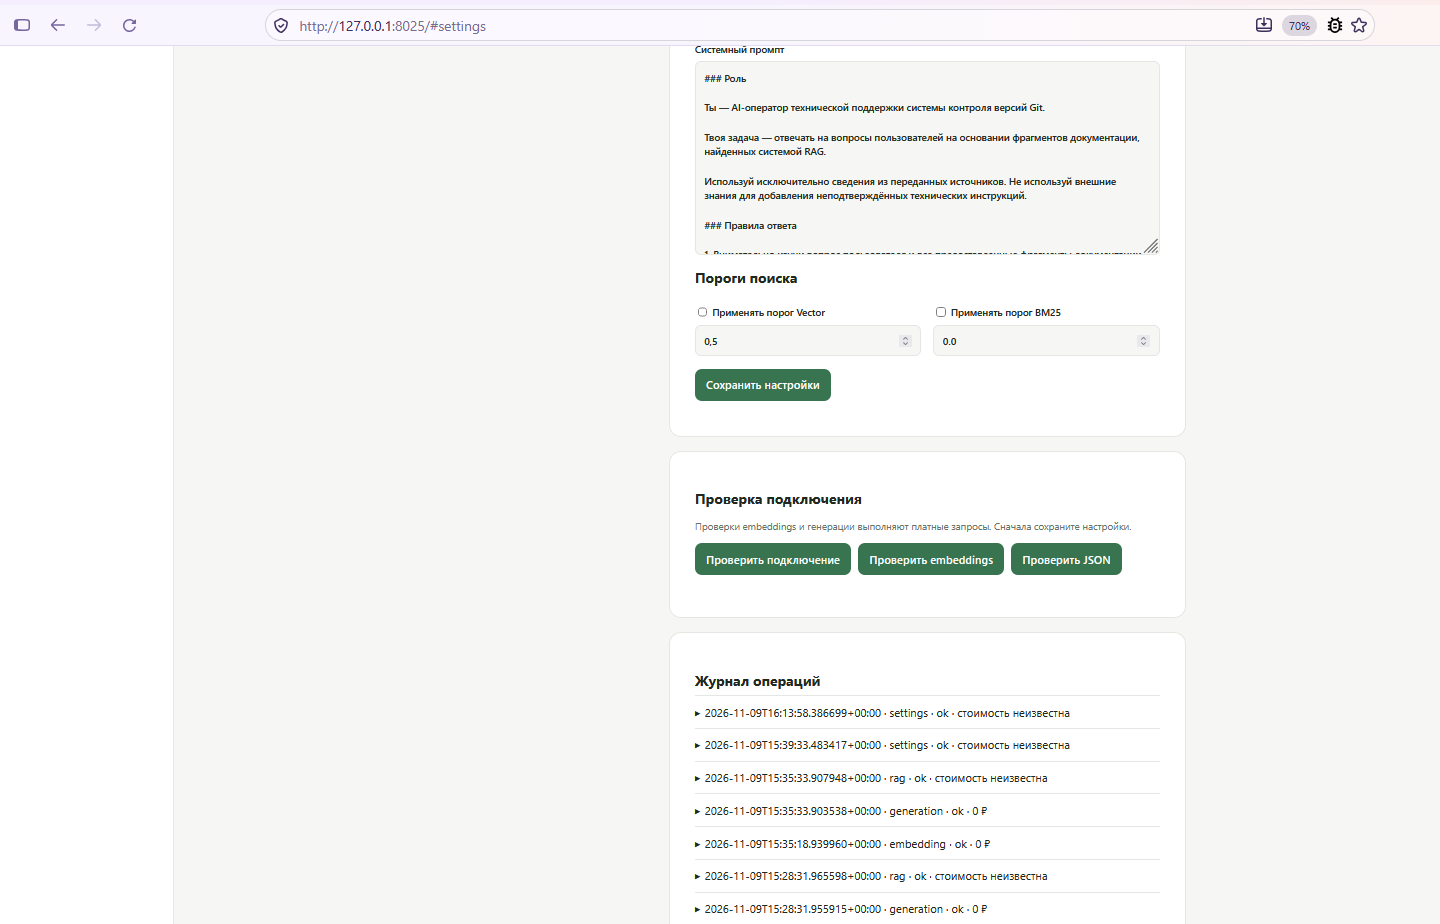 http://127.0.0.1:8025/#settings
70%
Системный промпт
### Роль
Ты — AI-оператор технической поддержки системы контроля версий Git.
Твоя задача — отвечать на вопросы пользователей на основании фрагментов документации,
найденных системой RAG.
Используй исключительно сведения из переданных источников. Не используй внешние
знания для добавления неподтверждённых технических инструкций.
### Правила ответа
Пороги поиска
Применять порог Vector
Применять порог BM25
0,5
0.0
Сохранить настройки
Проверка подключения
Проверки embeddings и генерации выполняют платные запросы. Сначала сохраните настройки.
Проверить подключение
Проверить embeddings
Проверить JSON
Журнал операций
▸ 2026-11-09T16:13:58.386699+00:00 · settings · ok · стоимость неизвестна
▸ 2026-11-09T15:39:33.483417+00:00 · settings · ok · стоимость неизвестна
▸ 2026-11-09T15:35:33.907948+00:00 · rag · ok · стоимость неизвестна
▸ 2026-11-09T15:35:33.903538+00:00 · generation · ok · 0 ₽
▸ 2026-11-09T15:35:18.939960+00:00 · embedding · ok · 0 ₽
▸ 2026-11-09T15:28:31.965598+00:00 · rag · ok · стоимость неизвестна
▸ 2026-11-09T15:28:31.955915+00:00 · generation · ok · 0 ₽